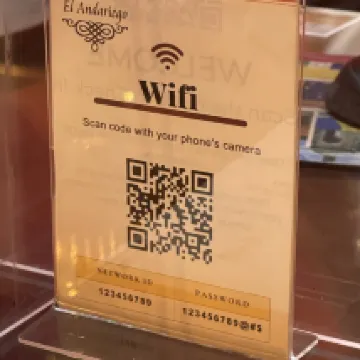 El Andariego
Wifi
Scan code with your phone's camera
NETWORK ID
PASSWORD
123456789
123456789@#$